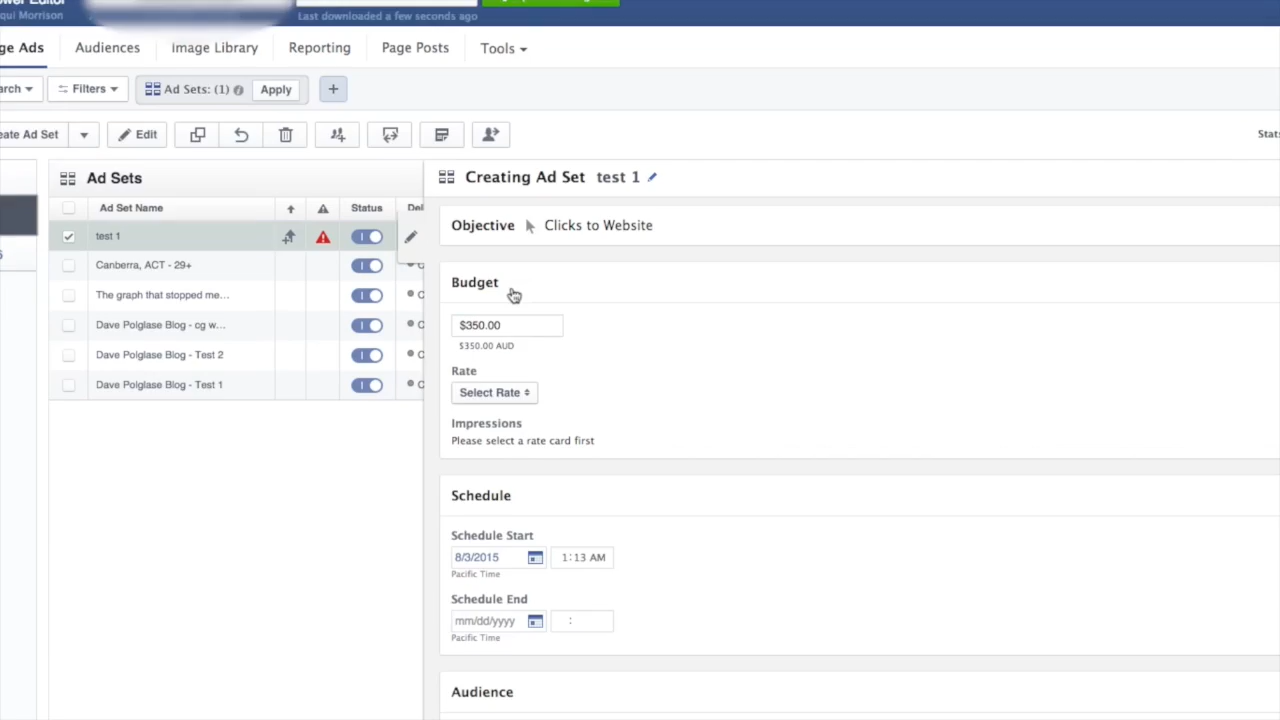 Editor
qui Morrison
Last downloaded a few seconds ago
ge Ads Audiences Image Library Reporting Page Posts Tools
arch Filters Ad Sets: (1) Apply +
eate Ad Set Edit
Stat
Ad Sets
Creating Ad Set test 1
Ad Set Name Status Del
Objective Clicks to Website
test 1
Canberra, ACT - 29+
The graph that stopped me...
Dave Polglase Blog - cg w...
Dave Polglase Blog - Test 2
Dave Polglase Blog - Test 1
Budget
$350.00
$350.00 AUD
Rate
Select Rate
Impressions
Please select a rate card first
Schedule
Schedule Start
8/3/2015 1:13 AM
Pacific Time
Schedule End
mm/dd/yyyy :
Pacific Time
Audience